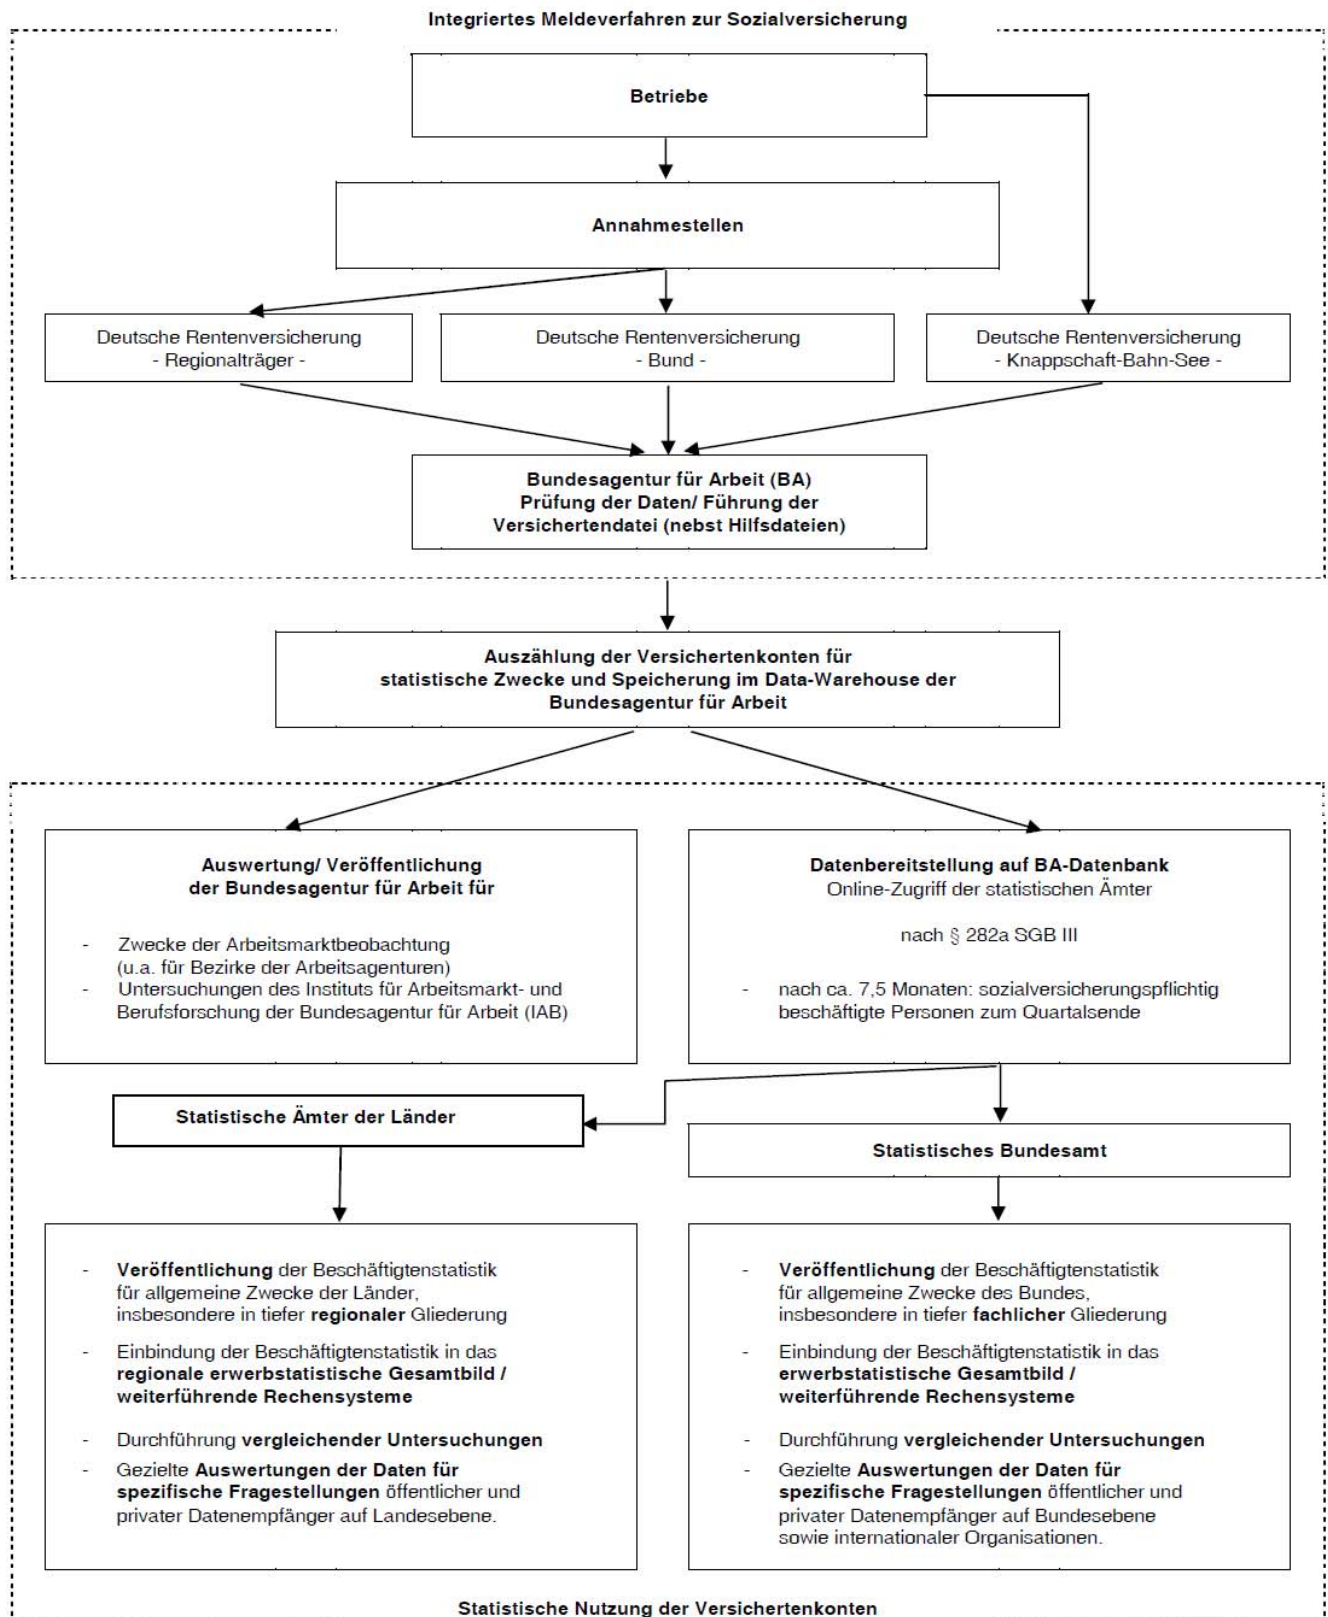 Integriertes Meldeverfahren zur Sozialversicherung
Betriebe
Annahmestellen
Deutsche Rentenversicherung
- Regionalträger -
Deutsche Rentenversicherung
- Bund -
Deutsche Rentenversicherung
- Knappschaft-Bahn-See -
Bundesagentur für Arbeit (BA)
Prüfung der Daten/ Führung der
Versichertendatei (nebst Hilfsdateien)
Auszählung der Versichertenkonten für
statistische Zwecke und Speicherung im Data-Warehouse der
Bundesagentur für Arbeit
Auswertung/ Veröffentlichung
der Bundesagentur für Arbeit für
- Zwecke der Arbeitsmarktbeobachtung
(u.a. für Bezirke der Arbeitsagenturen)
- Untersuchungen des Instituts für Arbeitsmarkt- und
Berufsforschung der Bundesagentur für Arbeit (IAB)
Datenbereitstellung auf BA-Datenbank
Online-Zugriff der statistischen Ämter
nach § 282a SGB III
- nach ca. 7,5 Monaten: sozialversicherungspflichtig
beschäftigte Personen zum Quartalsende
Statistische Ämter der Länder
Statistisches Bundesamt
- Veröffentlichung der Beschäftigtenstatistik
für allgemeine Zwecke der Länder,
insbesondere in tiefer regionaler Gliederung
- Einbindung der Beschäftigtenstatistik in das
regionale erwerbstatistische Gesamtbild /
weiterführende Rechensysteme
- Durchführung vergleichender Untersuchungen
- Gezielte Auswertungen der Daten für
spezifische Fragestellungen öffentlicher und
privater Datenempfänger auf Landesebene.
- Veröffentlichung der Beschäftigtenstatistik
für allgemeine Zwecke des Bundes,
insbesondere in tiefer fachlicher Gliederung
- Einbindung der Beschäftigtenstatistik in das
erwerbstatistische Gesamtbild /
weiterführende Rechensysteme
- Durchführung vergleichender Untersuchungen
- Gezielte Auswertungen der Daten für
spezifische Fragestellungen öffentlicher und
privater Datenempfänger auf Bundesebene
sowie internationaler Organisationen.
Statistische Nutzung der Versichertenkonten